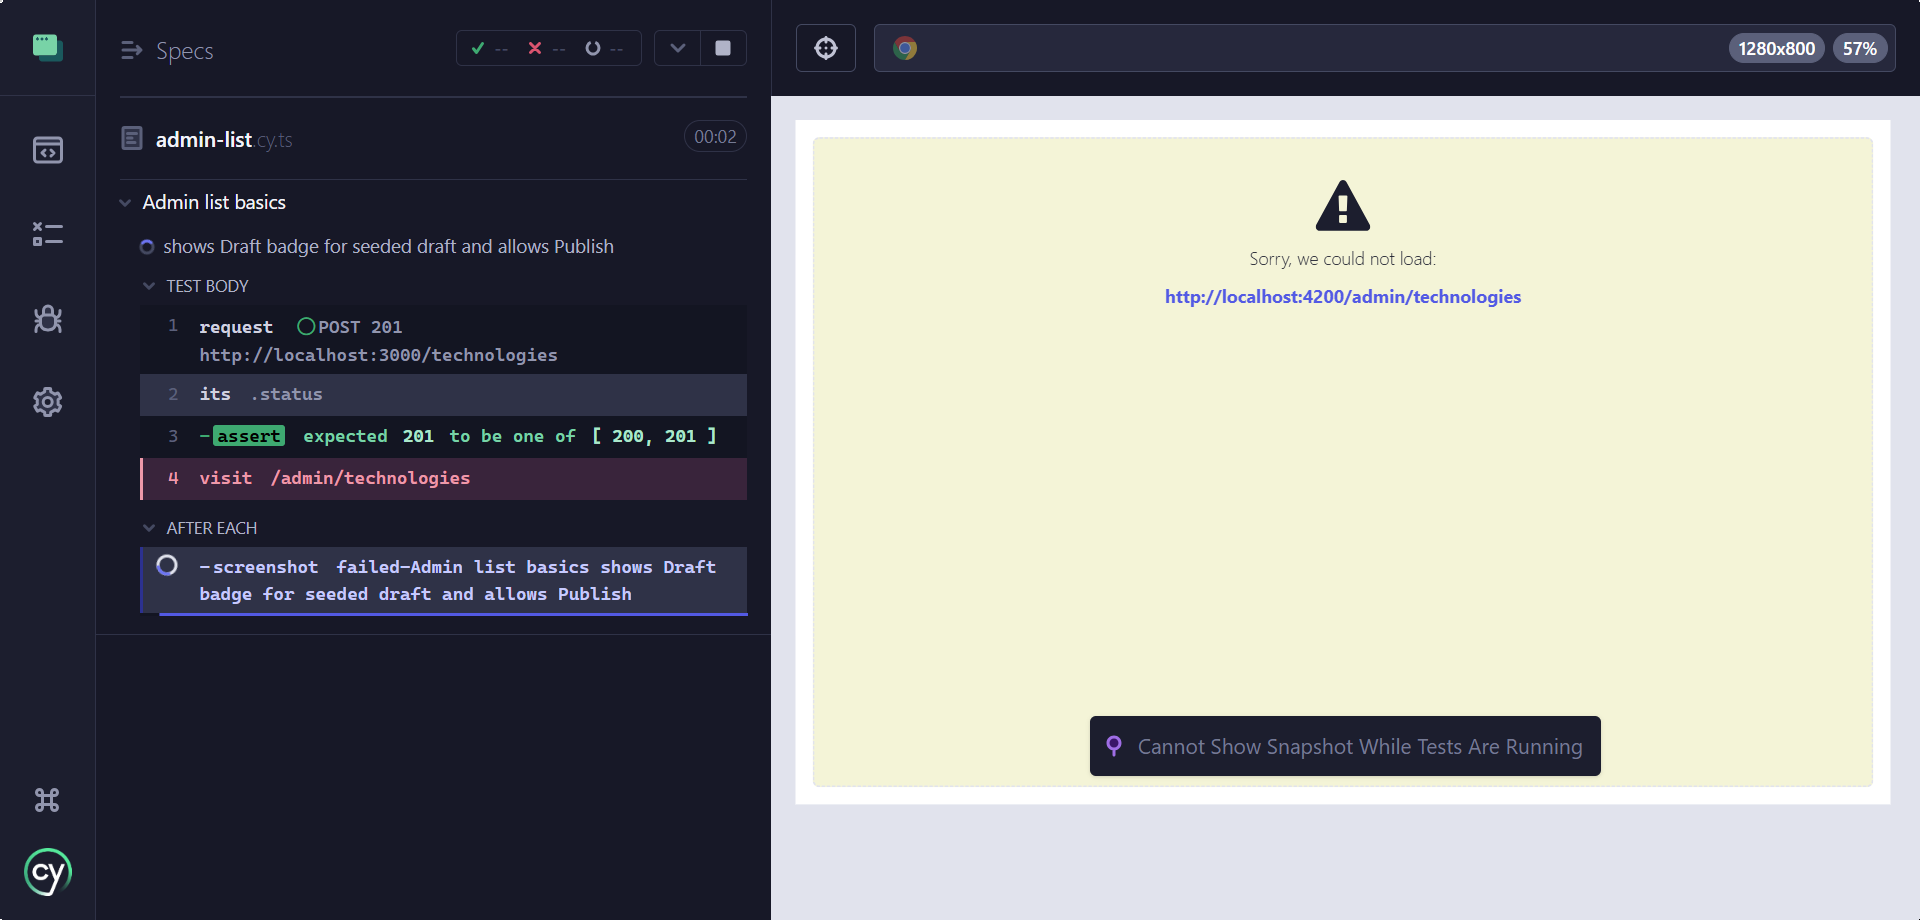 Specs
-- -- --
admin-list.cy.ts
00:02
Admin list basics
shows Draft badge for seeded draft and allows Publish
TEST BODY
1 request POST 201
http://localhost:3000/technologies
2 its .status
3 -assert expected 201 to be one of [ 200, 201 ]
4 visit /admin/technologies
AFTER EACH
-screenshot failed-Admin list basics shows Draft
badge for seeded draft and allows Publish
cy
1280x800
57%
Sorry, we could not load:
http://localhost:4200/admin/technologies
Cannot Show Snapshot While Tests Are Running